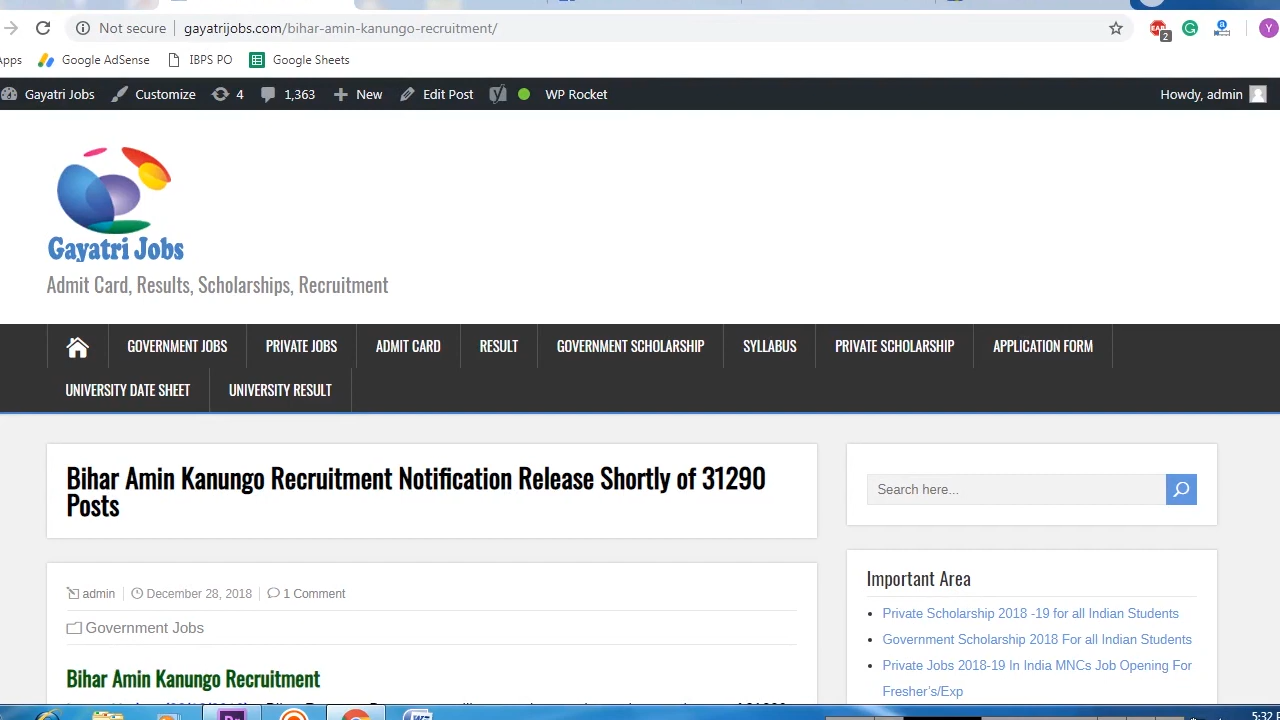 Not secure gayatrijobs.com/bihar-amin-kanungo-recruitment/
2
Y
Apps Google AdSense IBPS PO Google Sheets
Gayatri Jobs Customize 4 1,363 New Edit Post WP Rocket Howdy, admin
Gayatri Jobs
Admit Card, Results, Scholarships, Recruitment
GOVERNMENT JOBS PRIVATE JOBS ADMIT CARD RESULT GOVERNMENT SCHOLARSHIP SYLLABUS PRIVATE SCHOLARSHIP APPLICATION FORM
UNIVERSITY DATE SHEET UNIVERSITY RESULT
Bihar Amin Kanungo Recruitment Notification Release Shortly of 31290
Posts
Search here...
admin December 28, 2018 1 Comment
Government Jobs
Bihar Amin Kanungo Recruitment
Important Area
Private Scholarship 2018 -19 for all Indian Students
Government Scholarship 2018 For all Indian Students
Private Jobs 2018-19 In India MNCs Job Opening For
Fresher's/Exp
5:32